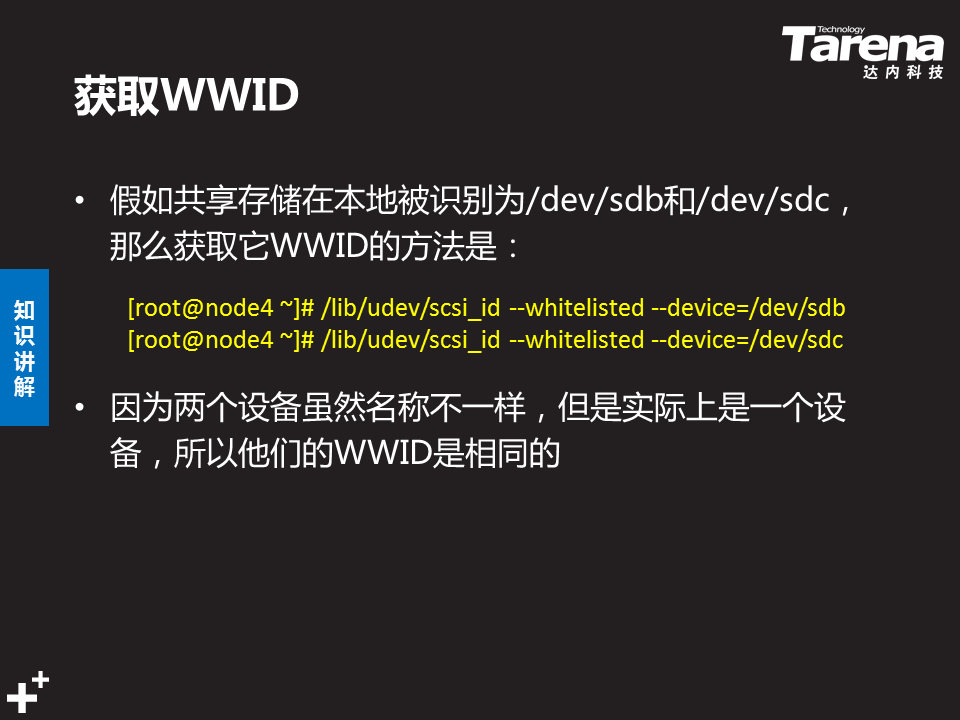 Technology
Tarena
达内科技
获取WWID
• 假如共享存储在本地被识别为/dev/sdb和/dev/sdc，
那么获取它WWID的方法是：
[root@node4 ~]# /lib/udev/scsi_id --whitelisted --device=/dev/sdb
[root@node4 ~]# /lib/udev/scsi_id --whitelisted --device=/dev/sdc
知识讲解
• 因为两个设备虽然名称不一样，但是实际上是一个设
备，所以他们的WWID是相同的